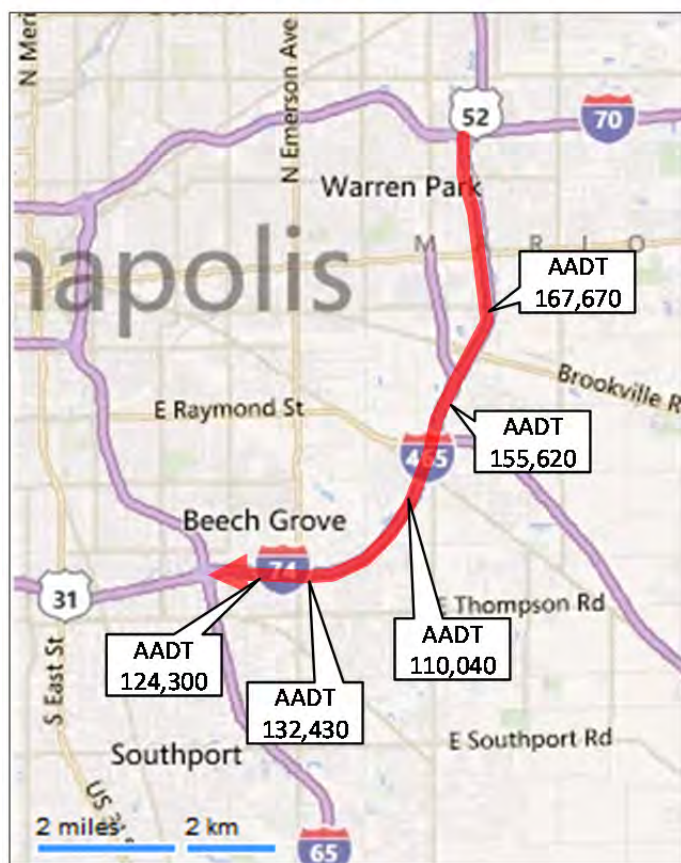 N Meri
N Emerson Ave
52
70
Warren Park
M A R I O
napolis
AADT
167,670
Brookville R
E Raymond St
AADT
155,620
465
Beech Grove
74
31
E Thompson Rd
AADT
124,300
AADT
110,040
AADT
132,430
S East St
E Southport Rd
Southport
US 3
2 miles
2 km
65